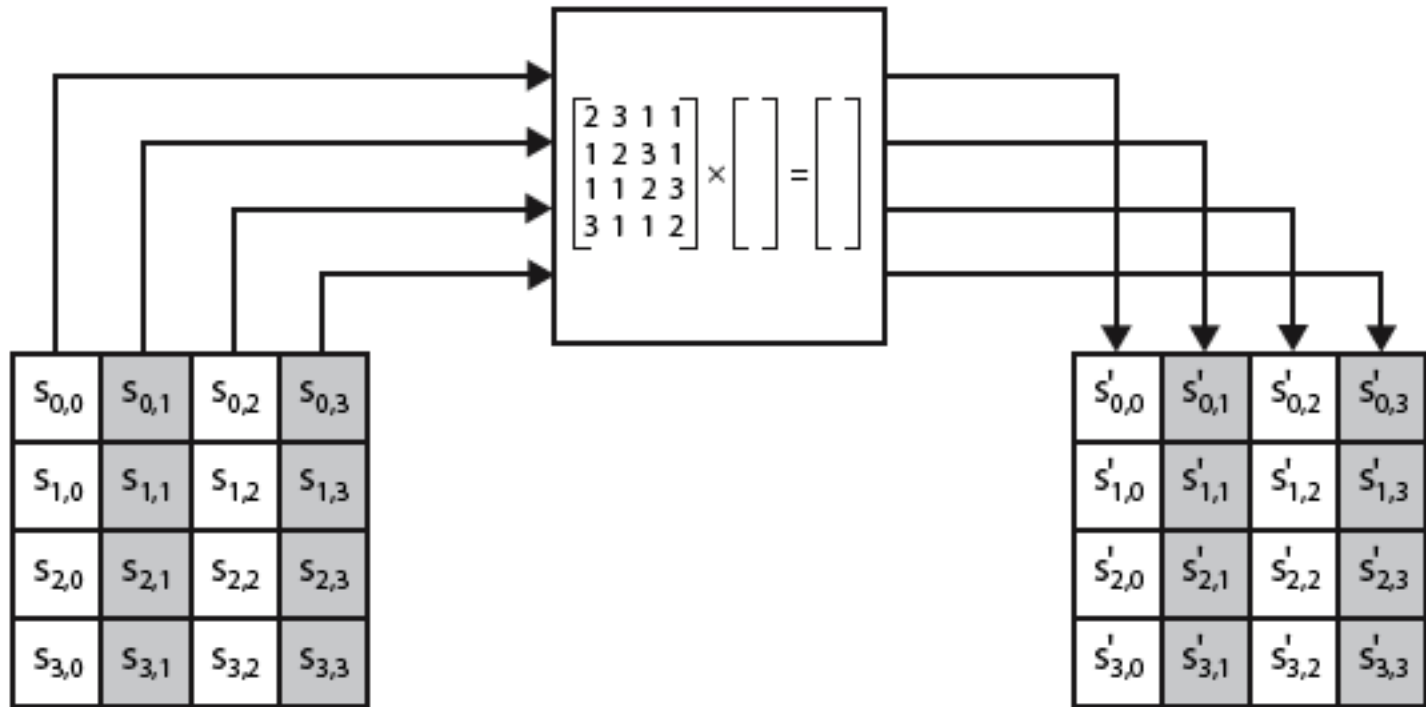 2 3 1 1
1 2 3 1
1 1 2 3
3 1 1 2
× =
S0,0 S0,1 S0,2 S0,3
S1,0 S1,1 S1,2 S1,3
S2,0 S2,1 S2,2 S2,3
S3,0 S3,1 S3,2 S3,3
S'0,0 S'0,1 S'0,2 S'0,3
S'1,0 S'1,1 S'1,2 S'1,3
S'2,0 S'2,1 S'2,2 S'2,3
S'3,0 S'3,1 S'3,2 S'3,3